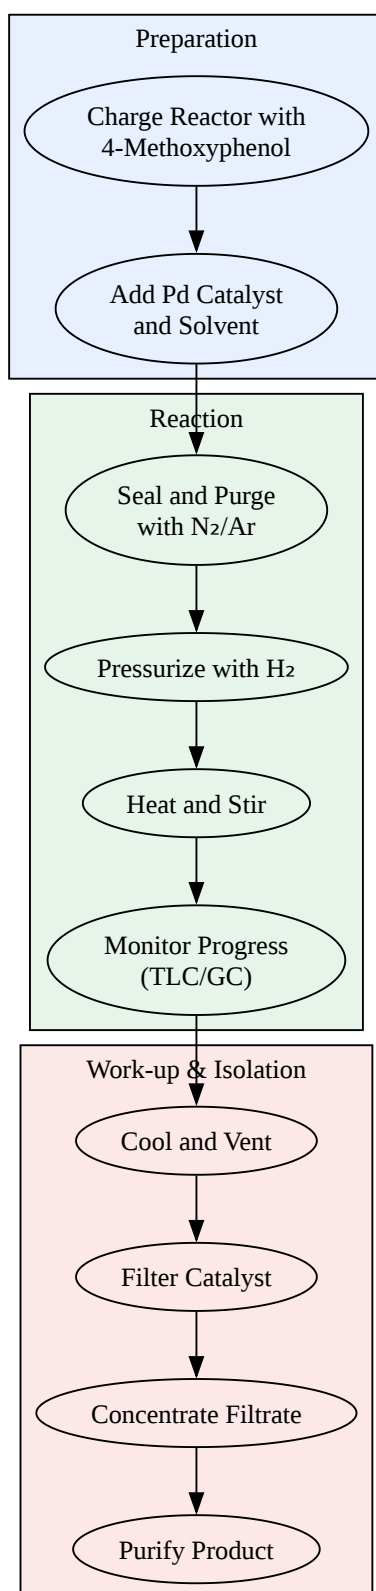 Preparation
Charge Reactor with
4-Methoxyphenol
Add Pd Catalyst
and Solvent
Reaction
Seal and Purge
with N₂/Ar
Pressurize with H₂
Heat and Stir
Monitor Progress
(TLC/GC)
Work-up & Isolation
Cool and Vent
Filter Catalyst
Concentrate Filtrate
Purify Product